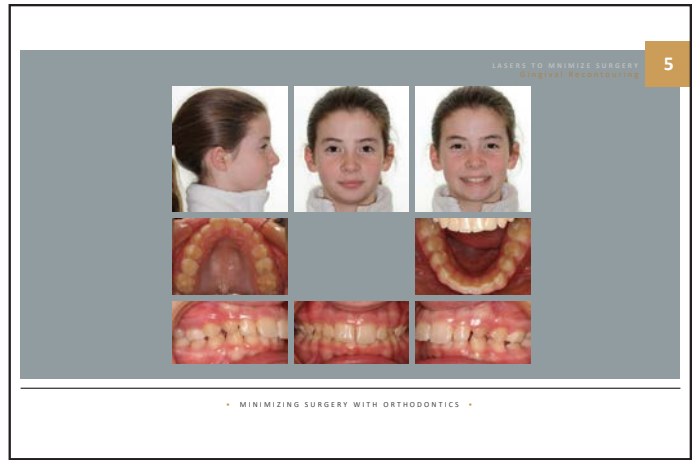 LASERS TO MNIMIZE SURGERY
Gingival Recontouring
5
• MINIMIZING SURGERY WITH ORTHODONTICS •